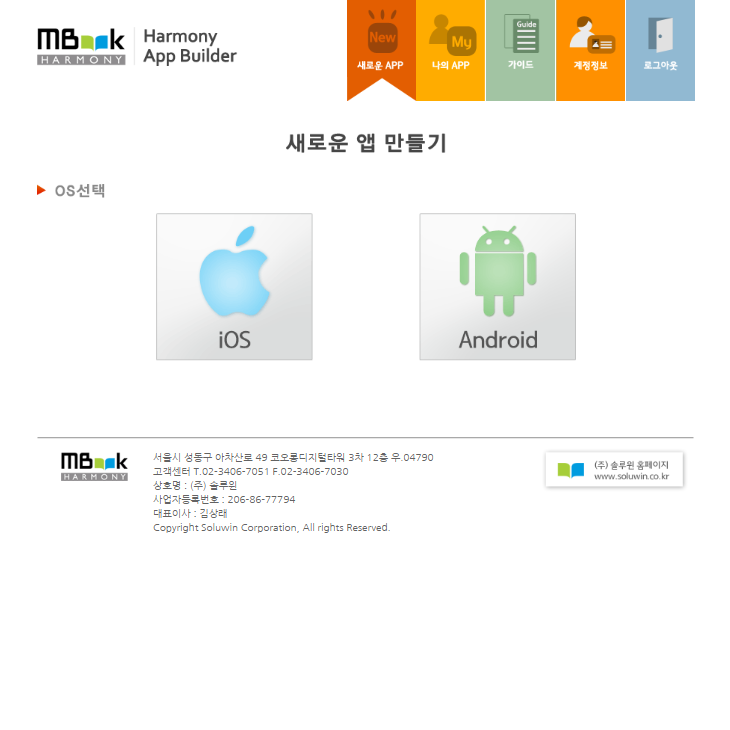 MBook
HARMONY
Harmony
App Builder
New
새로운 APP
My
나의 APP
Guide
가이드
계정정보
로그아웃
새로운 앱 만들기
OS선택
iOS
Android
MBook
HARMONY
서울시 성동구 아차산로 49 코오롱디지털타워 3차 12층 우.04790
고객센터 T.02-3406-7051 F.02-3406-7030
상호명 : (주) 솔루윈
사업자등록번호 : 206-86-77794
대표이사 : 김상래
Copyright Soluwin Corporation, All rights Reserved.
(주) 솔루윈 홈페이지
www.soluwin.co.kr